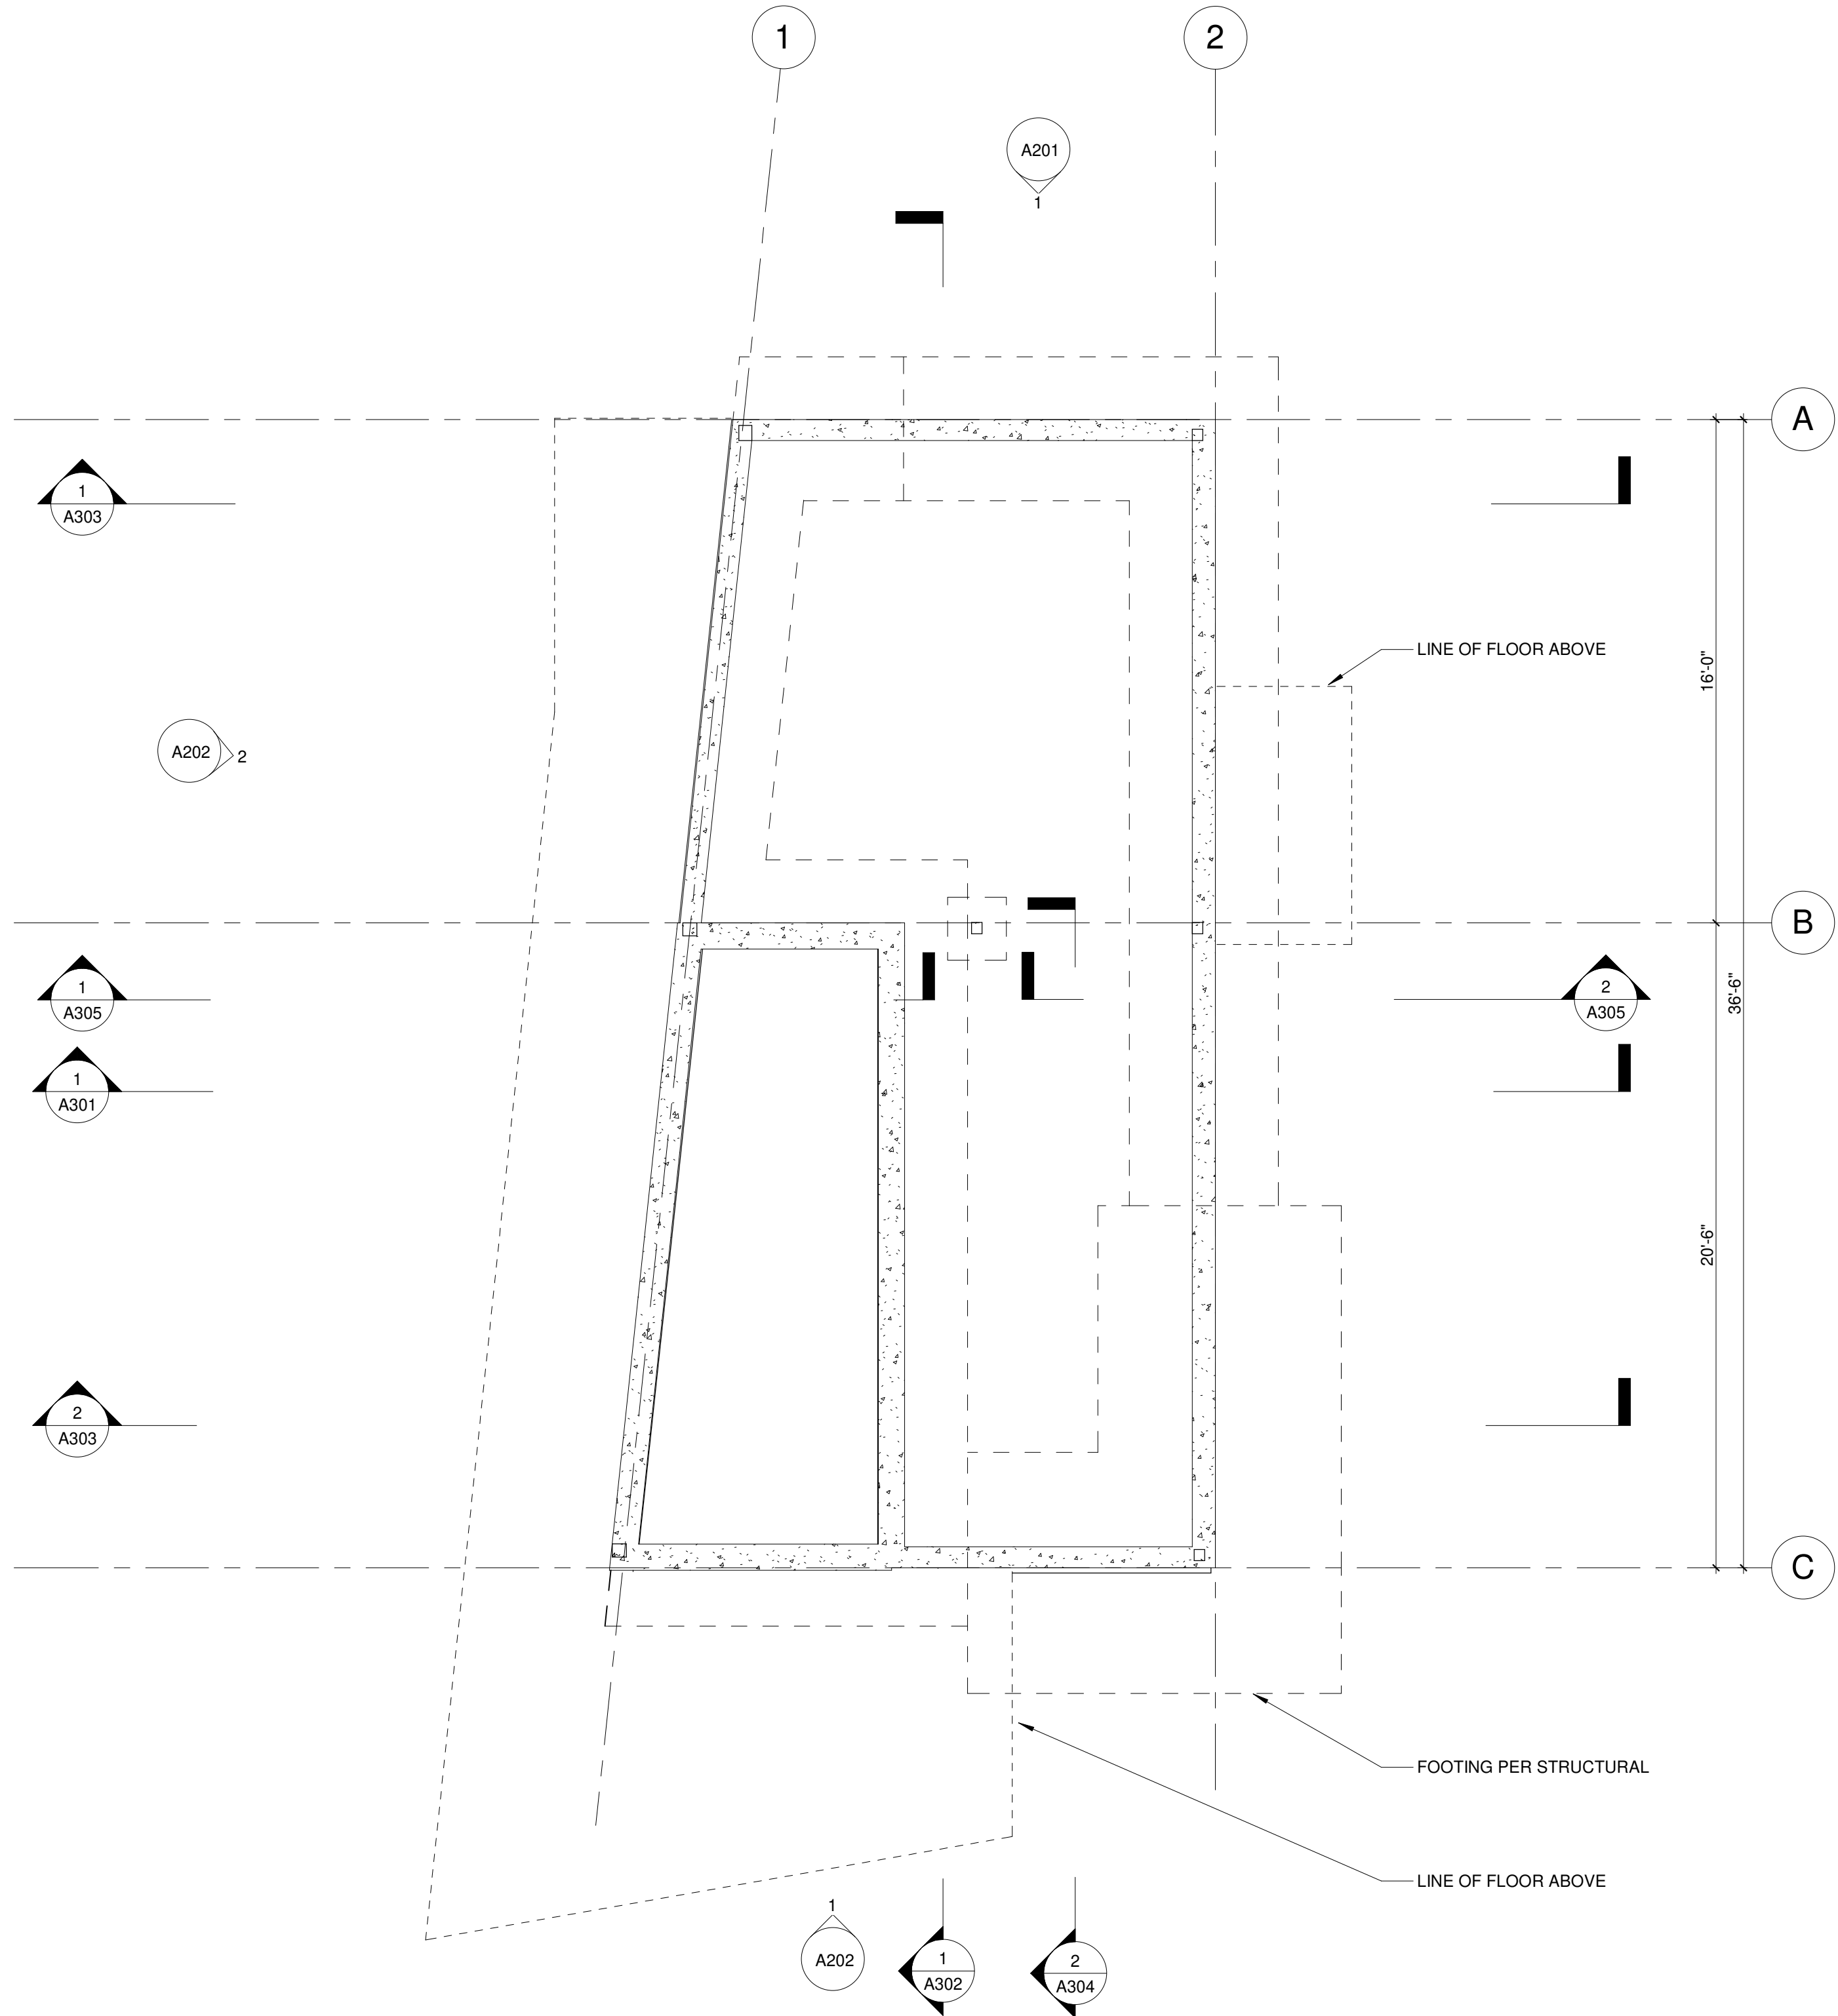 1
2
A201
1
A
1
A303
LINE OF FLOOR ABOVE
16'-0"
A202
2
B
1
A305
2
A305
36'-6"
1
A301
20'-6"
2
A303
C
FOOTING PER STRUCTURAL
LINE OF FLOOR ABOVE
1
A202
1
A302
2
A304